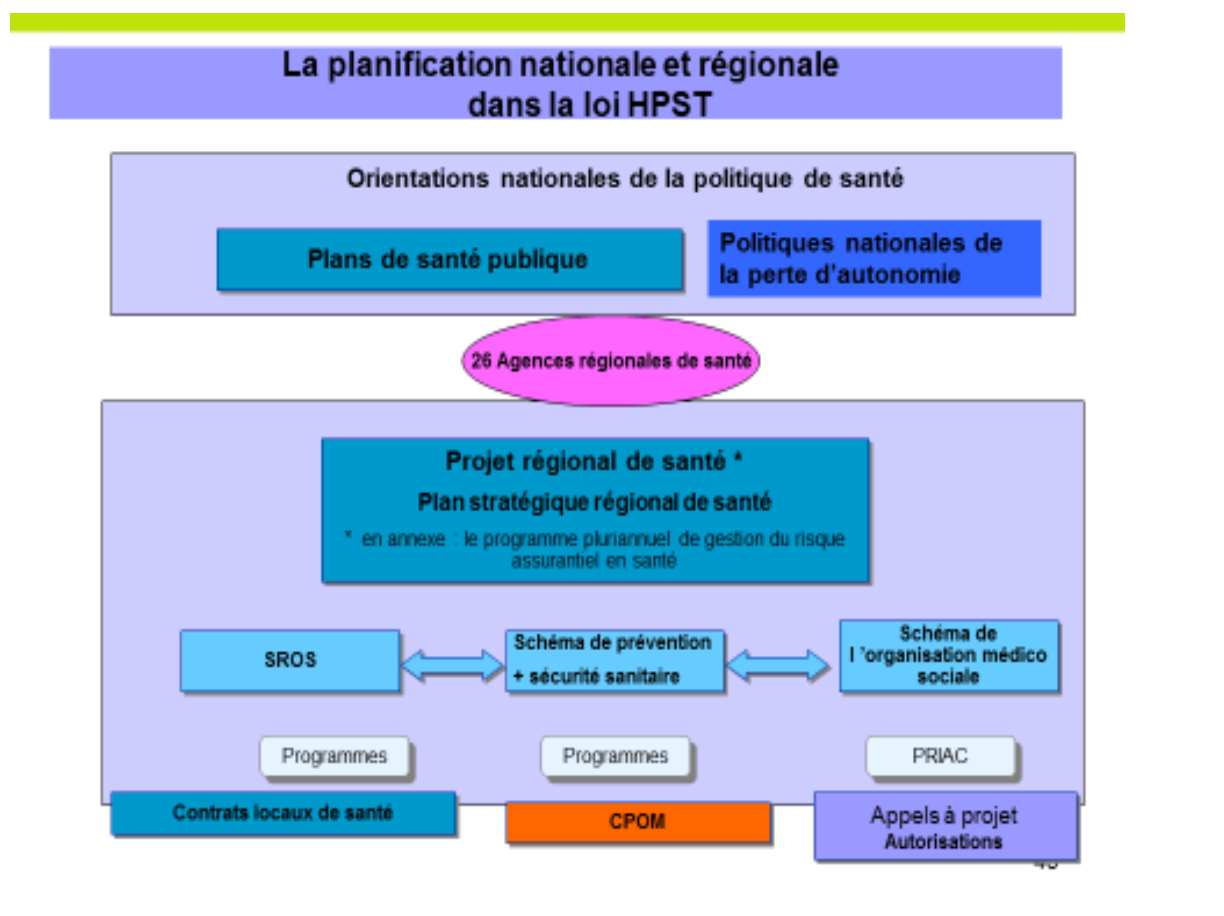 La planification nationale et régionale
dans la loi HPST
Orientations nationales de la politique de santé
Plans de santé publique
Politiques nationales de
la perte d'autonomie
26 Agences régionales de santé
Projet régional de santé *
Plan stratégique régional de santé
* en annexe : le programme pluriannuel de gestion du risque
assurantiel en santé
SROS
Schéma de prévention
+ sécurité sanitaire
Schéma de
l 'organisation médico
sociale
Programmes
Programmes
PRIAC
Contrats locaux de santé
CPOM
Appels à projet
Autorisations